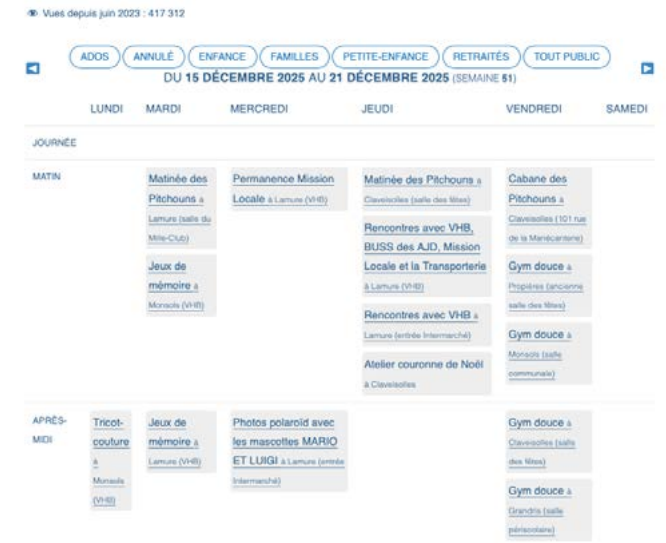 Vues depuis juin 2023 : 417 312
ADOS ANNULÉ ENFANCE FAMILLES PETITE-ENFANCE RETRAITÉS TOUT PUBLIC
DU 15 DÉCEMBRE 2025 AU 21 DÉCEMBRE 2025 (SEMAINE 51)
LUNDI MARDI MERCREDI JEUDI VENDREDI SAMEDI
JOURNÉE
MATIN
Matinée des
Pitchouns à
Lamure (salle du
Mille-Club)
Jeux de
mémoire à
Monsols (VHB)
Permanence Mission
Locale à Lamure (VHB)
Matinée des Pitchouns à
Claveisolles (salle des fêtes)
Rencontres avec VHB,
BUSS des AJD, Mission
Locale et la Transporterie
à Lamure (VHB)
Rencontres avec VHB à
Lamure (entrée Intermarché)
Atelier couronne de Noël
à Claveisolles
Cabane des
Pitchouns à
Claveisolles (101 rue
de la Manécanterie)
Gym douce à
Propières (ancienne
salle des fêtes)
Gym douce à
Monsols (salle
communale)
APRÈS-
MIDI
Tricot-
couture
à
Monsols
(VHB)
Jeux de
mémoire à
Lamure (VHB)
Photos polaroïd avec
les mascottes MARIO
ET LUIGI à Lamure (entrée
Intermarché)
Gym douce à
Claveisolles (salle
des fêtes)
Gym douce à
Grandris (salle
périscolaire)